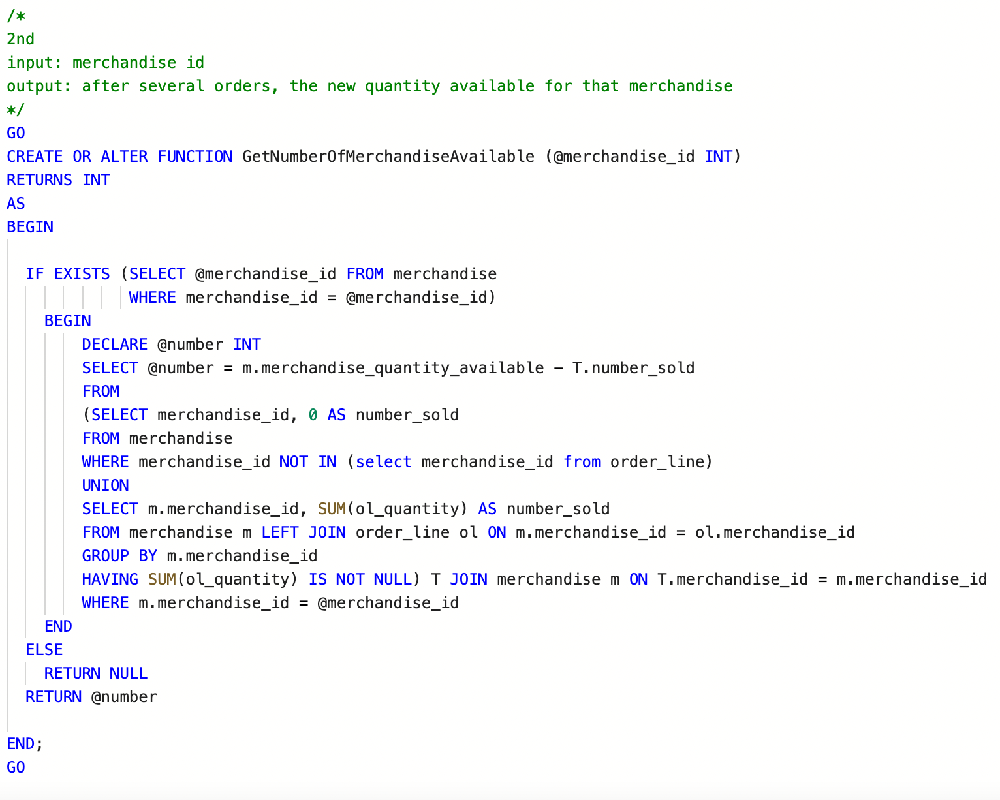 /*
2nd
input: merchandise id
output: after several orders, the new quantity available for that merchandise
*/
GO
CREATE OR ALTER FUNCTION GetNumberOfMerchandiseAvailable (@merchandise_id INT)
RETURNS INT
AS
BEGIN
IF EXISTS (SELECT @merchandise_id FROM merchandise
WHERE merchandise_id = @merchandise_id)
BEGIN
DECLARE @number INT
SELECT @number = m.merchandise_quantity_available - T.number_sold
FROM
(SELECT merchandise_id, 0 AS number_sold
FROM merchandise
WHERE merchandise_id NOT IN (select merchandise_id from order_line)
UNION
SELECT m.merchandise_id, SUM(ol_quantity) AS number_sold
FROM merchandise m LEFT JOIN order_line ol ON m.merchandise_id = ol.merchandise_id
GROUP BY m.merchandise_id
HAVING SUM(ol_quantity) IS NOT NULL) T JOIN merchandise m ON T.merchandise_id = m.merchandise_id
WHERE m.merchandise_id = @merchandise_id
END
ELSE
RETURN NULL
RETURN @number
END;
GO